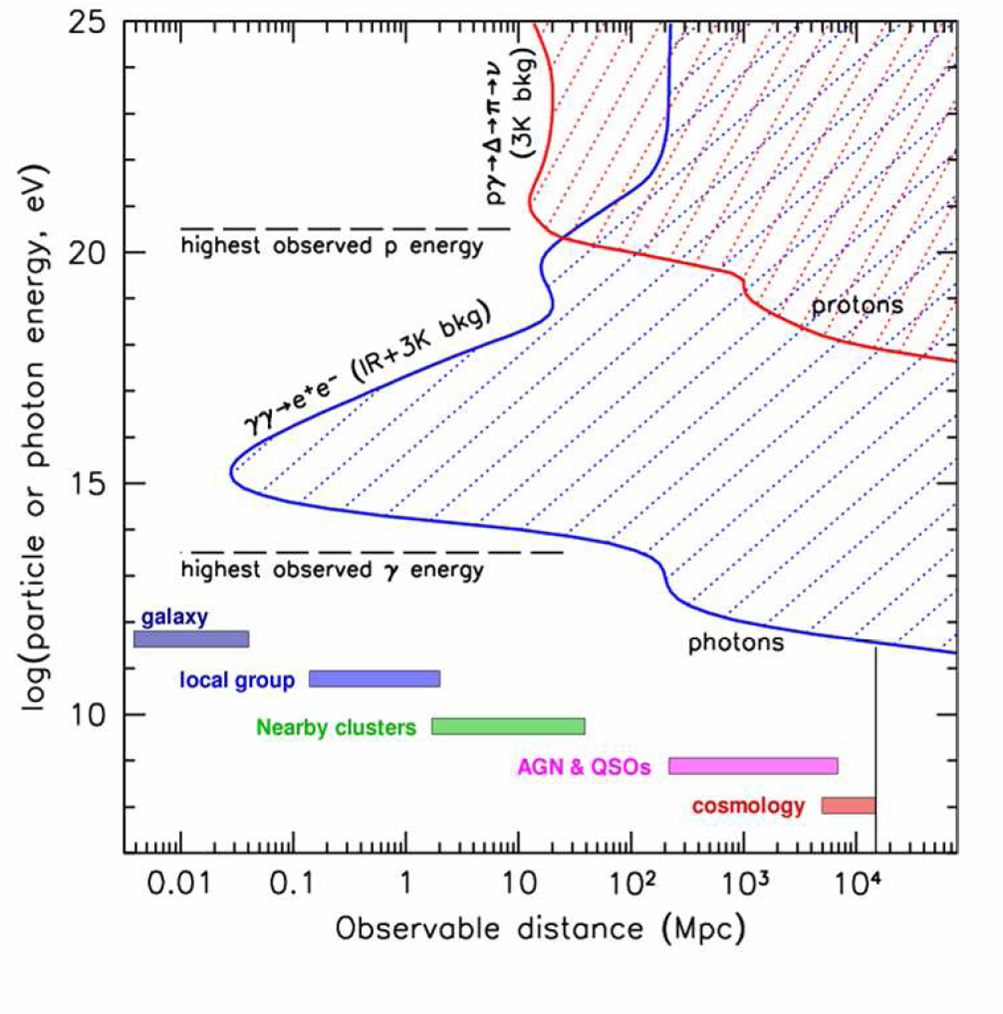 25
20
15
10
log(particle or photon energy, eV)
pγ→Δ→π→ν
(3K bkg)
highest observed p energy
protons
γγ→e⁺e⁻ (IR+3K bkg)
highest observed γ energy
photons
galaxy
local group
Nearby clusters
AGN & QSOs
cosmology
0.01 0.1 1 10 10² 10³ 10⁴
Observable distance (Mpc)